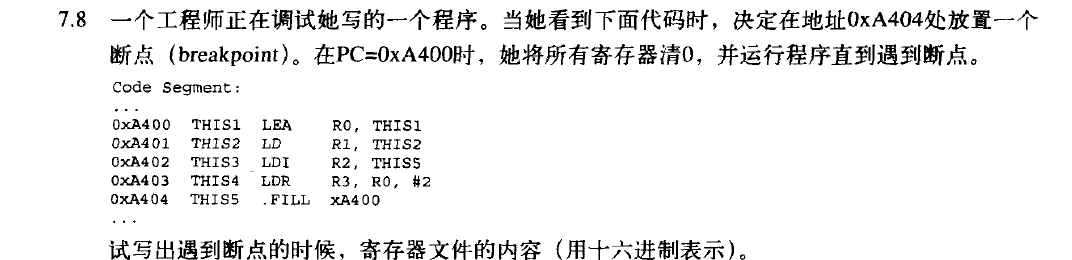 7.8 一个工程师正在调试她写的一个程序。当她看到下面代码时，决定在地址0xA404处放置一个
断点（breakpoint）。在PC=0xA400时，她将所有寄存器清0，并运行程序直到遇到断点。
Code Segment:
...
0xA400 THIS1 LEA R0, THIS1
0xA401 THIS2 LD R1, THIS2
0xA402 THIS3 LDI R2, THIS5
0xA403 THIS4 LDR R3, R0, #2
0xA404 THIS5 .FILL xA400
...
试写出遇到断点的时候，寄存器文件的内容（用十六进制表示）。